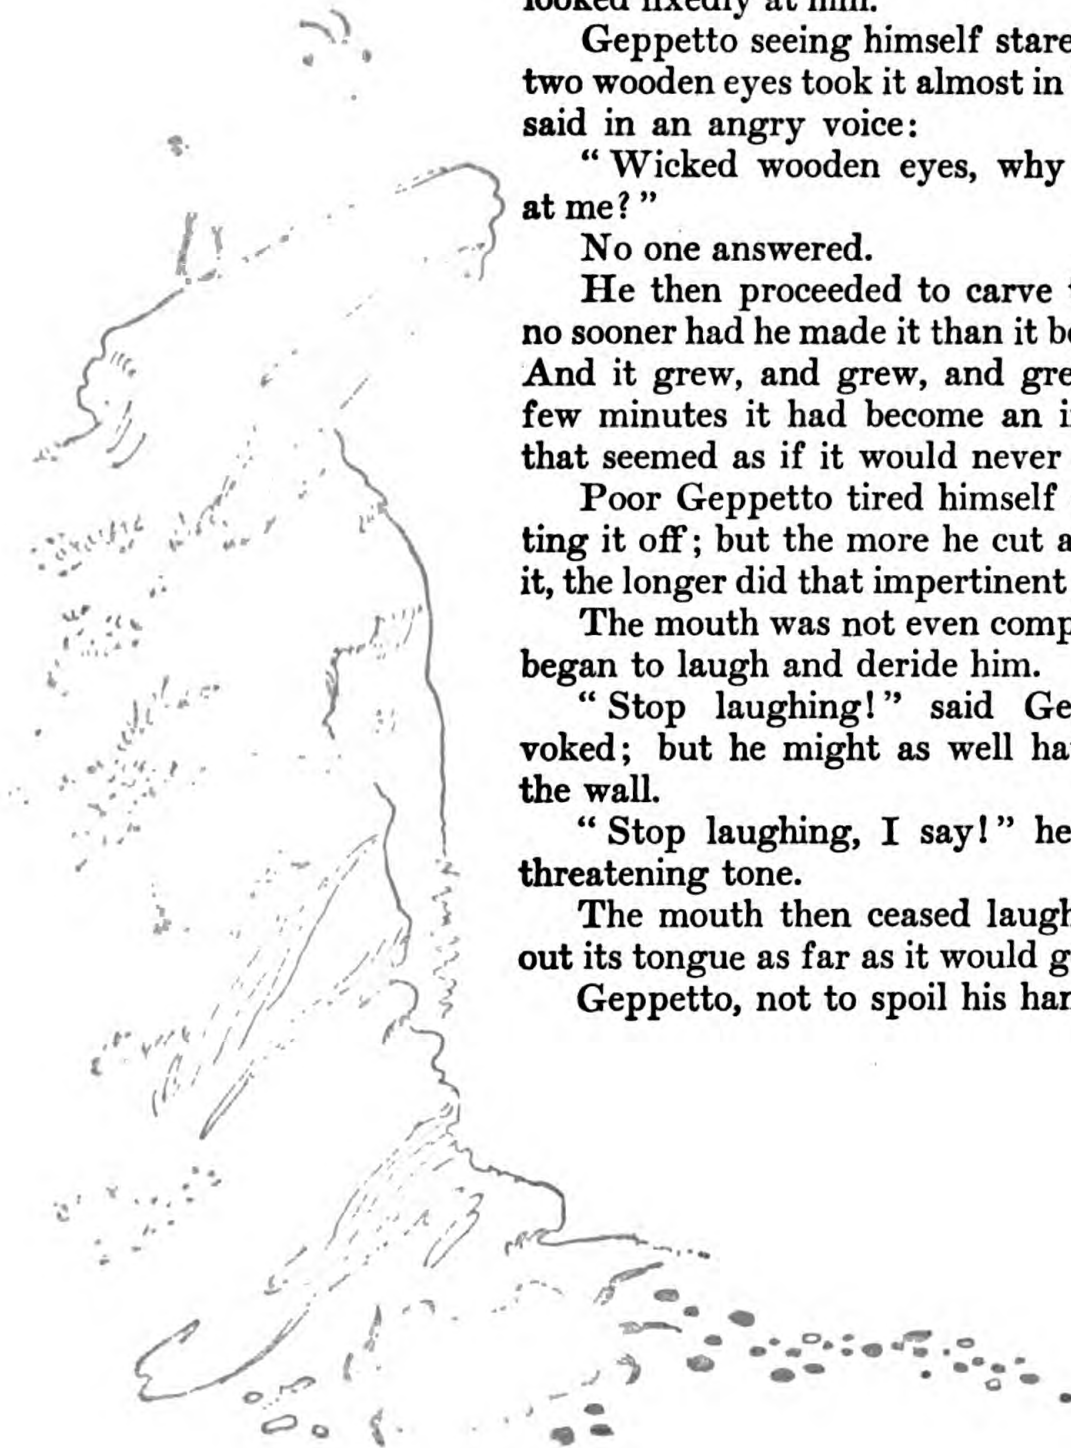 looked fixedly at him.
Geppetto seeing himself stare
two wooden eyes took it almost in
said in an angry voice:
“Wicked wooden eyes, why
at me?”
No one answered.
He then proceeded to carve
no sooner had he made it than it be
And it grew, and grew, and gre
few minutes it had become an i
that seemed as if it would never
Poor Geppetto tired himself
ting it off; but the more he cut a
it, the longer did that impertinent
The mouth was not even comp
began to laugh and deride him.
“Stop laughing!” said Ge
voked; but he might as well ha
the wall.
“Stop laughing, I say!” he
threatening tone.
The mouth then ceased laugh
out its tongue as far as it would g
Geppetto, not to spoil his har